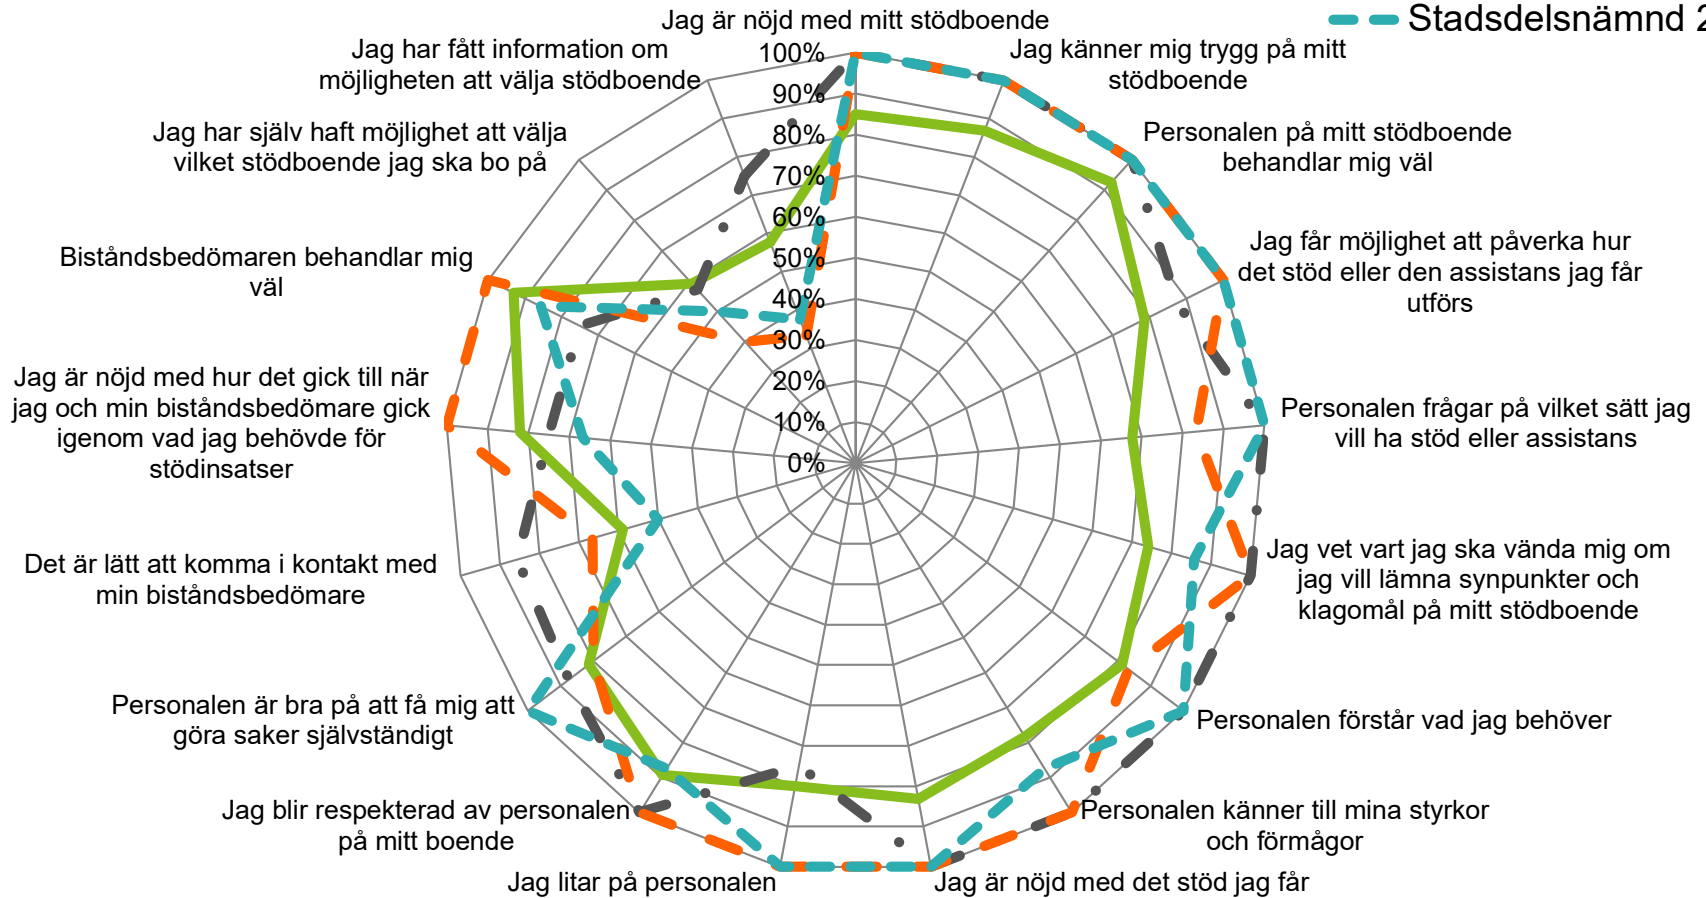 Jag är nöjd med mitt stödboende
Stadsdelsnämnd 2
Jag känner mig trygg på mitt
stödboende
Personalen på mitt stödboende
behandlar mig väl
Jag får möjlighet att påverka hur
det stöd eller den assistans jag får
utförs
Personalen frågar på vilket sätt jag
vill ha stöd eller assistans
Jag vet vart jag ska vända mig om
jag vill lämna synpunkter och
klagomål på mitt stödboende
Personalen förstår vad jag behöver
Personalen känner till mina styrkor
och förmågor
Jag är nöjd med det stöd jag får
Jag litar på personalen
Jag blir respekterad av personalen
på mitt boende
Personalen är bra på att få mig att
göra saker självständigt
Det är lätt att komma i kontakt med
min biståndsbedömare
Jag är nöjd med hur det gick till när
jag och min biståndsbedömare gick
igenom vad jag behövde för
stödinsatser
Biståndsbedömaren behandlar mig
väl
Jag har själv haft möjlighet att välja
vilket stödboende jag ska bo på
Jag har fått information om
möjligheten att välja stödboende
100%
90%
80%
70%
60%
50%
40%
30%
20%
10%
0%